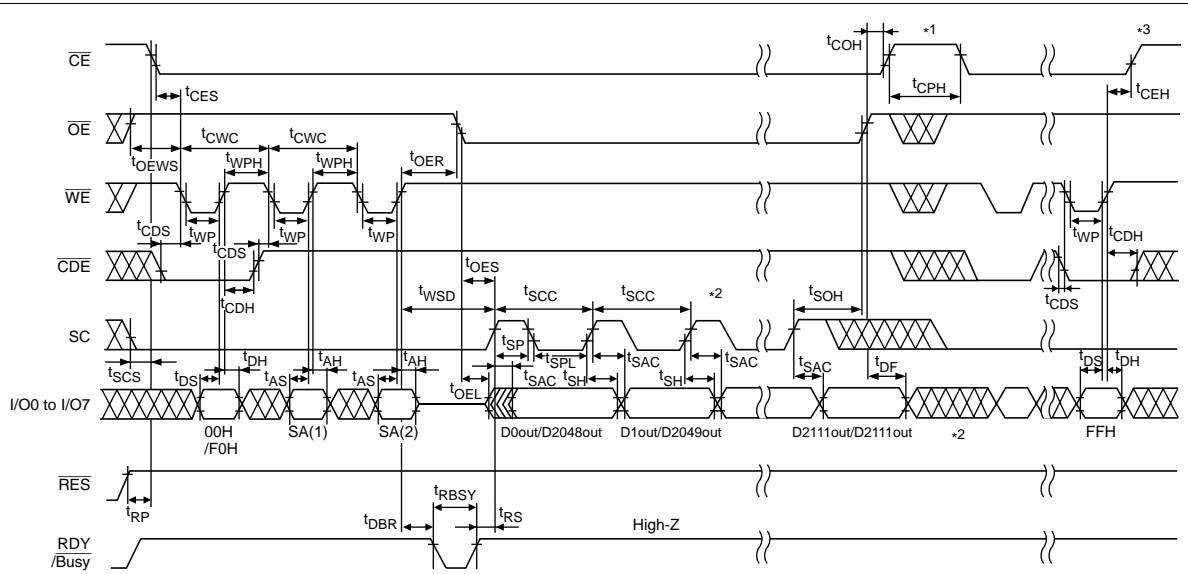 *1
*3
tCOH
CE
tCPH
tCES
tCEH
OE
tCWC
tCWC
tOEWS
tWPH
tWPH
tOER
WE
tCDS
tWP
tCDS
tWP
tWP
tWP
tCDH
CDE
tOES
tCDH
tWSD
tSCC
tSCC
*2
tSOH
tCDS
SC
tSP
tSPL
tSAC
tSAC
tSCS
tDH
tAH
tAH
tDS
tAS
tAS
tOEL
tSAC
tSH
tSH
tSAC
tDF
tDS
tDH
I/O0 to I/O7
00H
/F0H
SA(1)
SA(2)
D0out/D2048out
D1out/D2049out
D2111out/D2111out
*2
FFH
RES
tRP
tRBSY
tDBR
tRS
High-Z
RDY
/Busy